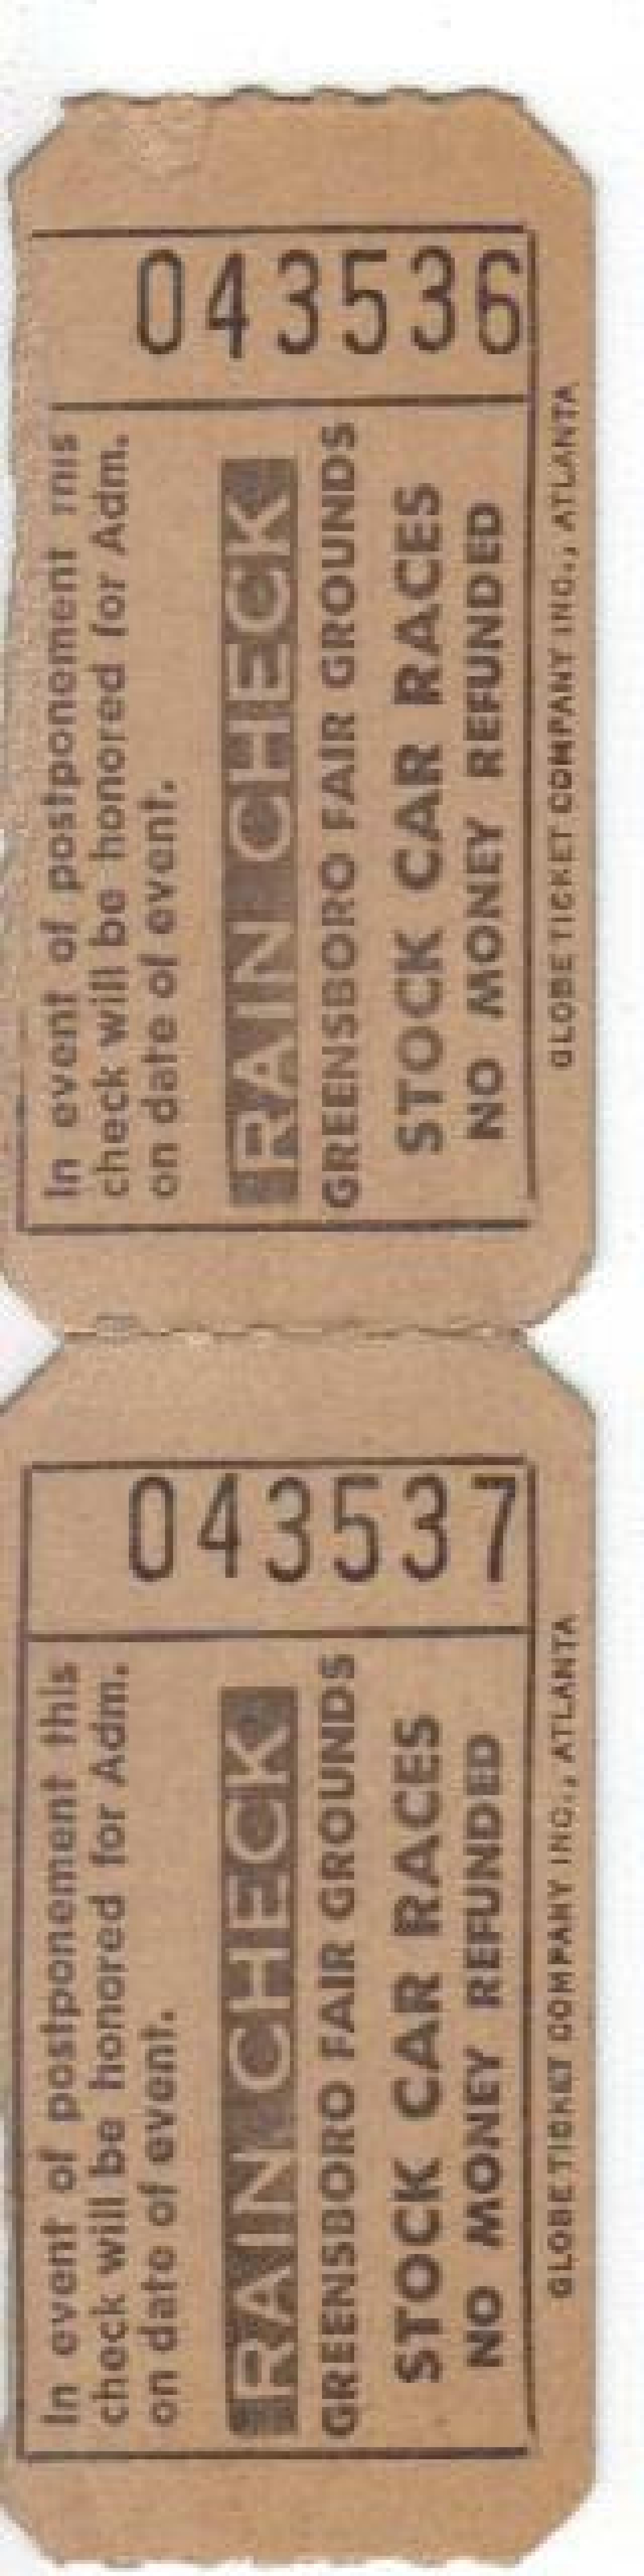 043536
In event of postponement this
check will be honored for Adm.
on date of event.
RAIN CHECK
GREENSBORO FAIR GROUNDS
STOCK CAR RACES
NO MONEY REFUNDED
GLOBE TICKET COMPANY INC., ATLANTA
043537
In event of postponement this
check will be honored for Adm.
on date of event.
RAIN CHECK
GREENSBORO FAIR GROUNDS
STOCK CAR RACES
NO MONEY REFUNDED
GLOBE TICKET COMPANY INC., ATLANTA